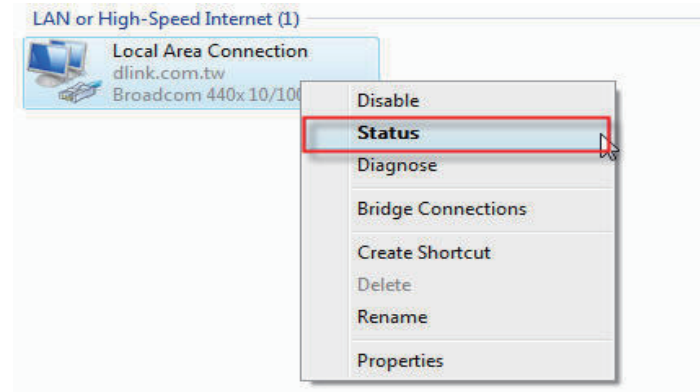 LAN or High-Speed Internet (1)
Local Area Connection
dlink.com.tw
Broadcom 440x 10/100
Disable
Status
Diagnose
Bridge Connections
Create Shortcut
Delete
Rename
Properties